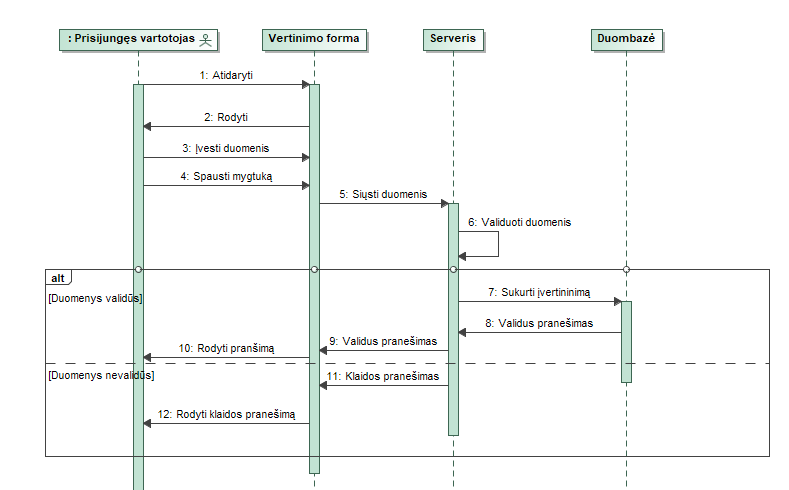 : Prisijungęs vartotojas
Vertinimo forma
Serveris
Duombazė
1: Atidaryti
2: Rodyti
3: Įvesti duomenis
4: Spausti mygtuką
5: Siųsti duomenis
6: Validuoti duomenis
alt
[Duomenys validūs]
7: Sukurti įvertininimą
8: Validus pranešimas
9: Validus pranešimas
10: Rodyti pranšimą
[Duomenys nevalidūs]
11: Klaidos pranešimas
12: Rodyti klaidos pranešimą